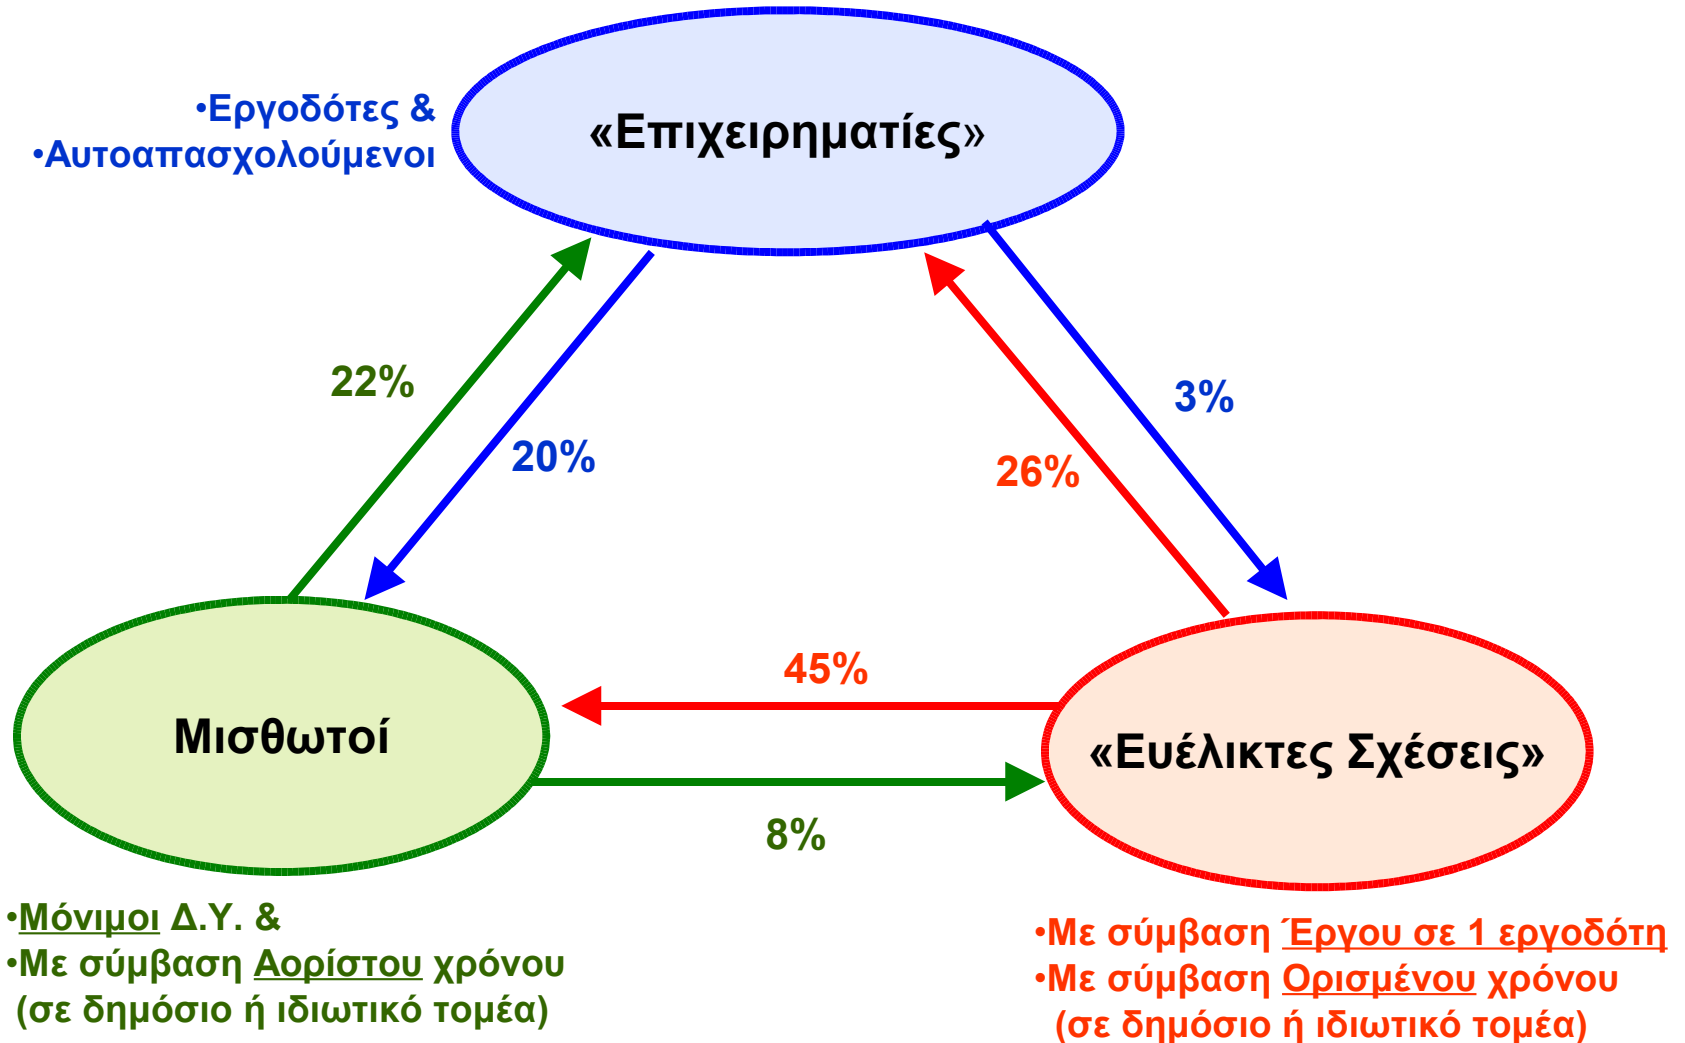 •Εργοδότες &
•Αυτοαπασχολούμενοι
«Επιχειρηματίες»
22%
20%
3%
26%
45%
8%
Μισθωτοί
«Ευέλικτες Σχέσεις»
•Μόνιμοι Δ.Υ. &
•Με σύμβαση Αορίστου χρόνου
(σε δημόσιο ή ιδιωτικό τομέα)
•Με σύμβαση Έργου σε 1 εργοδότη
•Με σύμβαση Ορισμένου χρόνου
(σε δημόσιο ή ιδιωτικό τομέα)